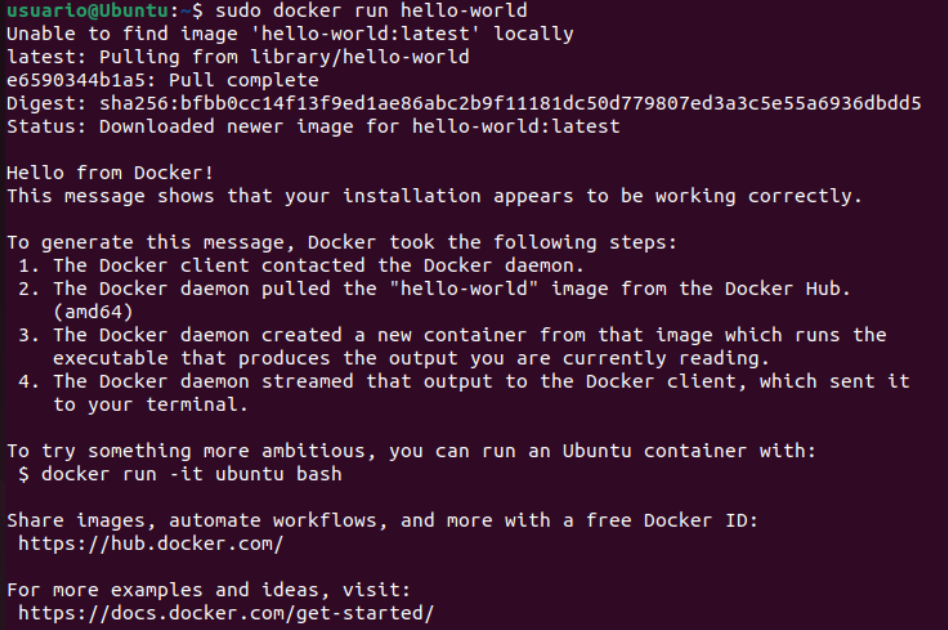 usuario@Ubuntu:~$ sudo docker run hello-world
Unable to find image 'hello-world:latest' locally
latest: Pulling from library/hello-world
e6590344b1a5: Pull complete
Digest: sha256:bfbb0cc14f13f9ed1ae86abc2b9f11181dc50d779807ed3a3c5e55a6936dbdd5
Status: Downloaded newer image for hello-world:latest

Hello from Docker!
This message shows that your installation appears to be working correctly.

To generate this message, Docker took the following steps:
 1. The Docker client contacted the Docker daemon.
 2. The Docker daemon pulled the "hello-world" image from the Docker Hub.
    (amd64)
 3. The Docker daemon created a new container from that image which runs the
    executable that produces the output you are currently reading.
 4. The Docker daemon streamed that output to the Docker client, which sent it
    to your terminal.

To try something more ambitious, you can run an Ubuntu container with:
 $ docker run -it ubuntu bash

Share images, automate workflows, and more with a free Docker ID:
 https://hub.docker.com/

For more examples and ideas, visit:
 https://docs.docker.com/get-started/